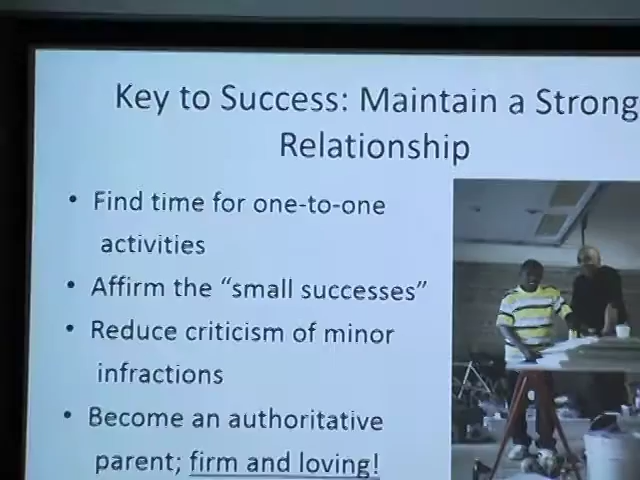 Key to Success: Maintain a Strong
Relationship
• Find time for one-to-one
activities
• Affirm the “small successes”
• Reduce criticism of minor
infractions
• Become an authoritative
parent; firm and loving!